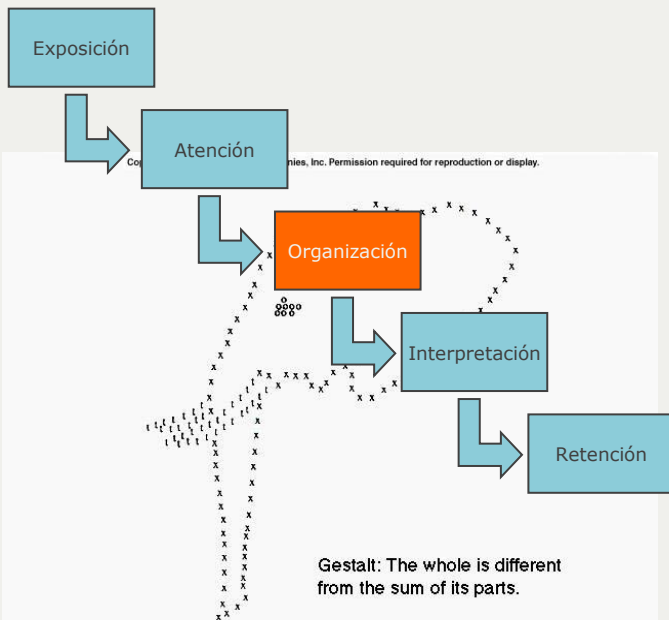 Exposición
Atención
Cop nies, Inc. Permission required for reproduction or display.
Organización
Interpretación
Retención
Gestalt: The whole is different
from the sum of its parts.